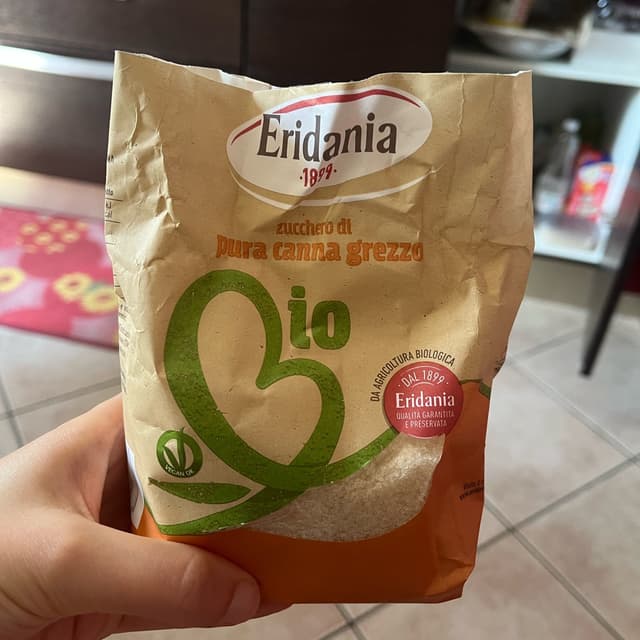 Eridania
·1899·
zucchero di
pura canna grezzo
Bio
DA AGRICOLTURA BIOLOGICA
· DAL 1899 ·
Eridania
QUALITÀ GARANTITA
E PRESERVATA
VEGAN OK